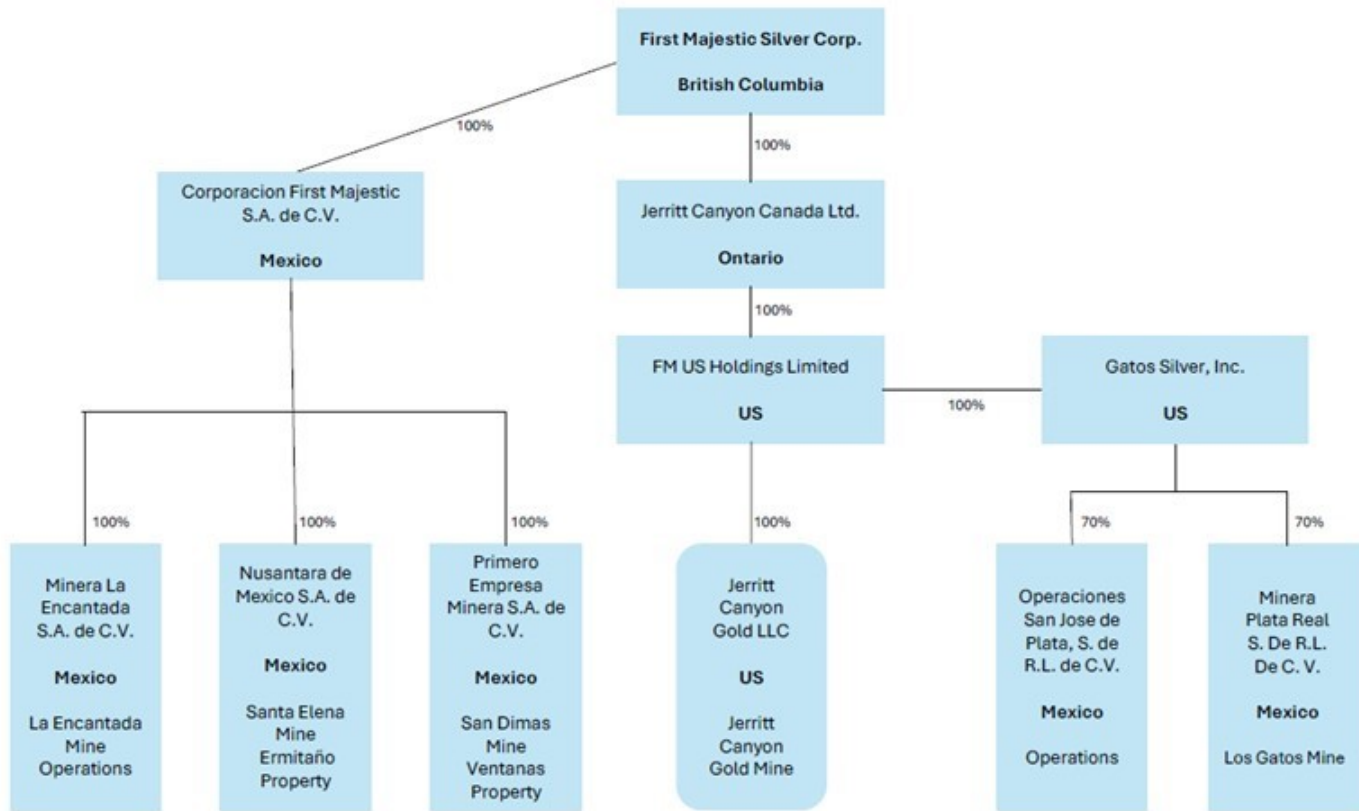 First Majestic Silver Corp.
British Columbia
100%
100%
Corporacion First Majestic
S.A. de C.V.
Mexico
Jerritt Canyon Canada Ltd.
Ontario
100%
FM US Holdings Limited
US
100%
Gatos Silver, Inc.
US
100%
100%
100%
100%
70%
70%
Minera La
Encantada
S.A. de C.V.
Mexico
La Encantada
Mine
Operations
Nusantara de
Mexico S.A. de
C.V.
Mexico
Santa Elena
Mine
Ermitaño
Property
Primero
Empresa
Minera S.A. de
C.V.
Mexico
San Dimas
Mine
Ventanas
Property
Jerritt
Canyon
Gold LLC
US
Jerritt
Canyon
Gold Mine
Operaciones
San Jose de
Plata, S. de
R.L. de C.V.
Mexico
Operations
Minera
Plata Real
S. De R.L.
De C. V.
Mexico
Los Gatos Mine